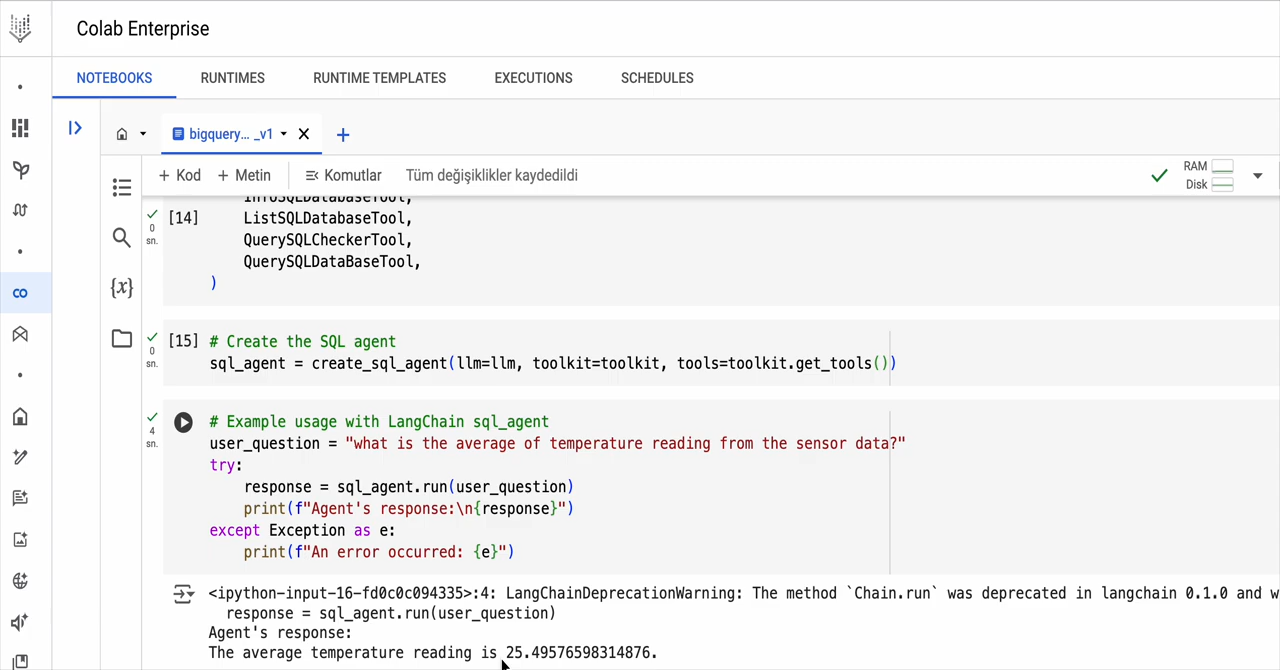 Colab Enterprise
NOTEBOOKS RUNTIMES RUNTIME TEMPLATES EXECUTIONS SCHEDULES
bigquery... _v1
+ Kod + Metin Komutlar Tüm değişiklikler kaydedildi
RAM
Disk
InfoSQLDatabaseTool,
[14] ListSQLDatabaseTool,
0 sn.
QuerySQLCheckerTool,
QuerySQLDataBaseTool,
)
[15] # Create the SQL agent
0 sn.
sql_agent = create_sql_agent(llm=llm, toolkit=toolkit, tools=toolkit.get_tools())
4 sn.
# Example usage with LangChain sql_agent
user_question = "what is the average of temperature reading from the sensor data?"
try:
response = sql_agent.run(user_question)
print(f"Agent's response:\n{response}")
except Exception as e:
print(f"An error occurred: {e}")
<ipython-input-16-fd0c0c094335>:4: LangChainDeprecationWarning: The method `Chain.run` was deprecated in langchain 0.1.0 and w
response = sql_agent.run(user_question)
Agent's response:
The average temperature reading is 25.49576598314876.